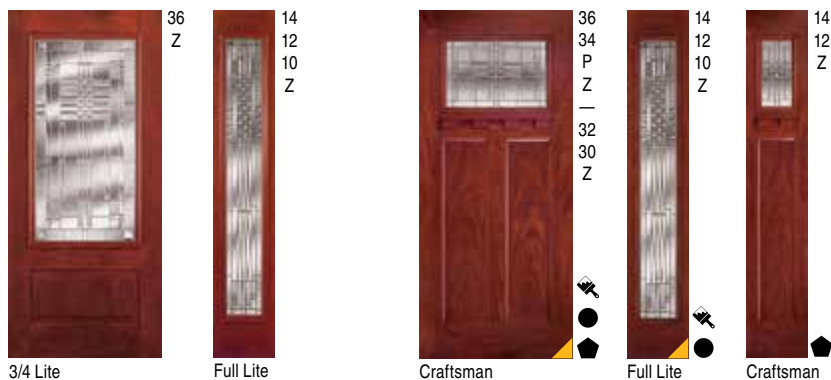 36
Z
3/4 Lite
14
12
10
Z
Full Lite
36
34
P
Z
—
32
30
Z
Craftsman
14
12
10
Z
Full Lite
14
12
Z
Craftsman